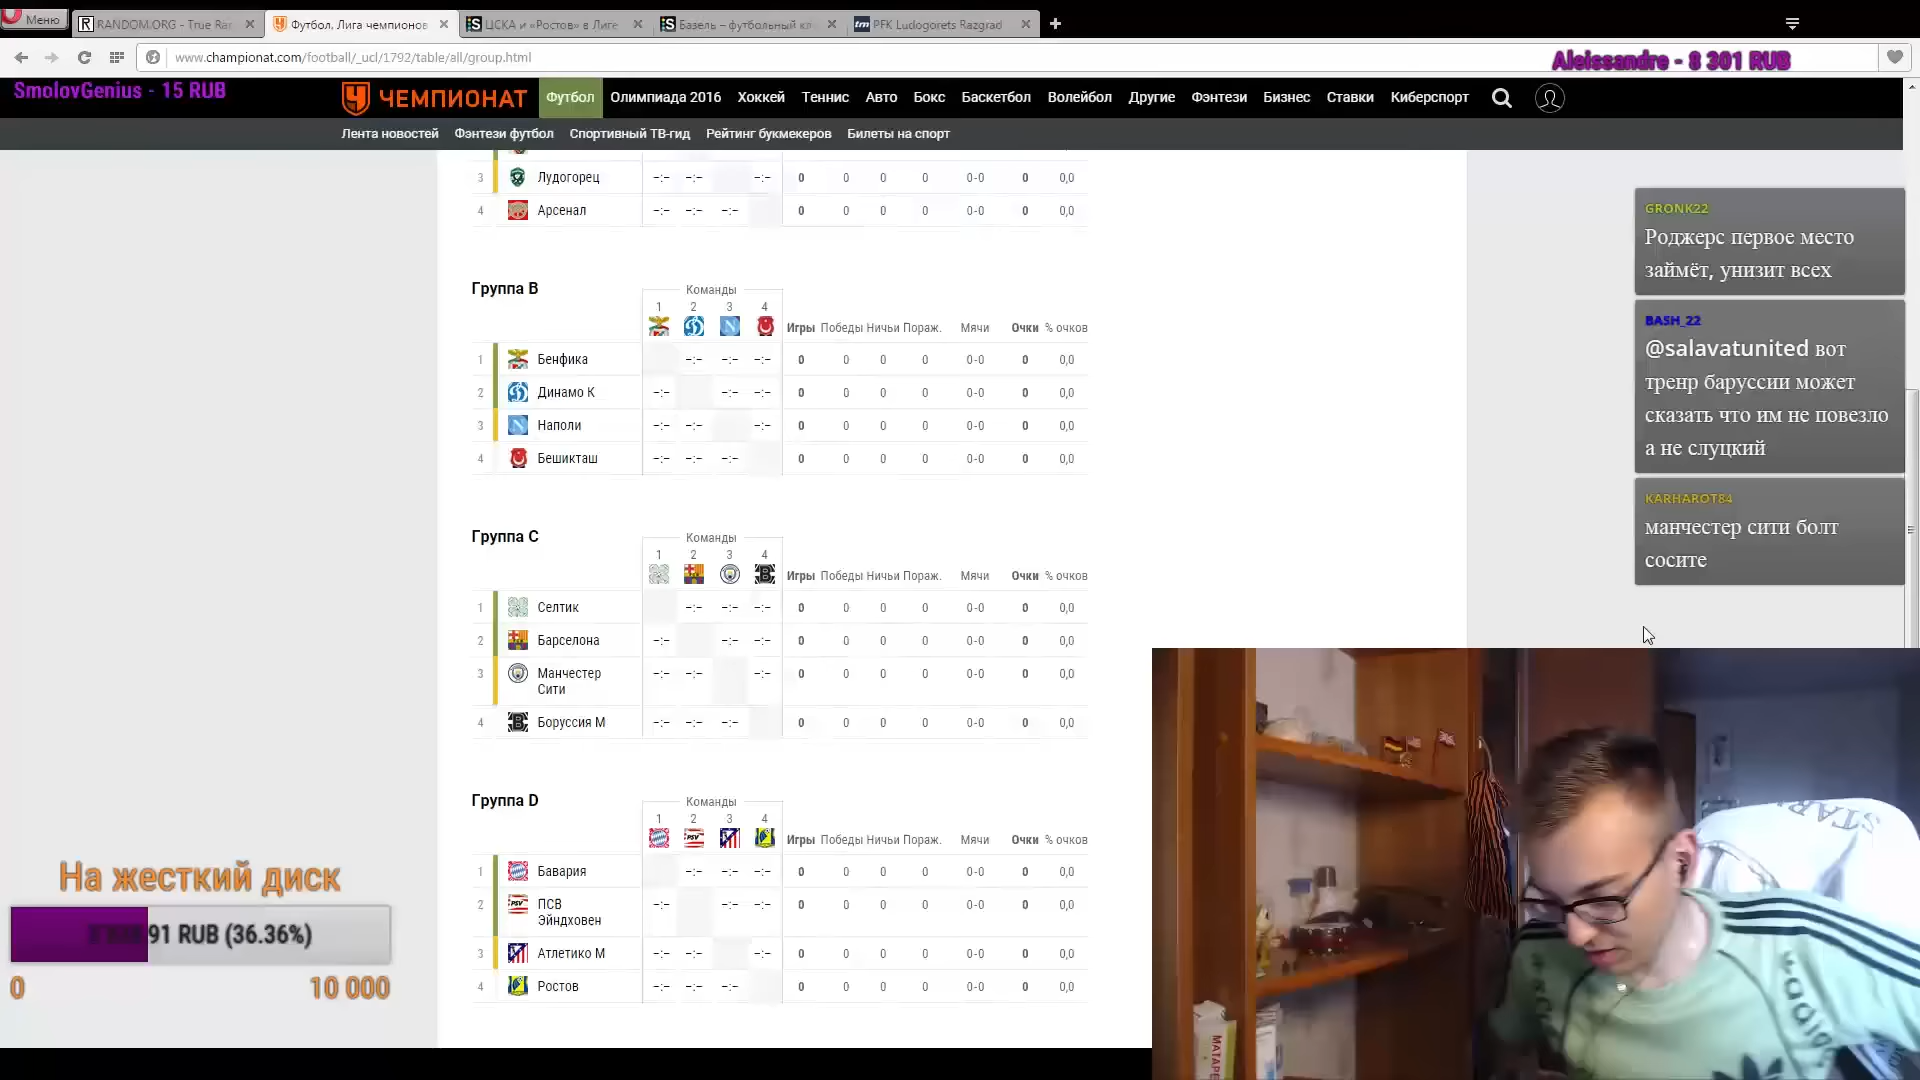 Меню
RANDOM.ORG - True Ra
Футбол. Лига чемпионов
ЦСКА и «Ростов» в Лиге
Базель – футбольный кл
PFK Ludogorets Razgrad
www.championat.com/football/_ucl/1792/table/all/group.html
Aleissandre - 8 301 RUB
SmolovGenius - 15 RUB
ЧЕМПИОНАТ
Футбол Олимпиада 2016 Хоккей Теннис Авто Бокс Баскетбол Волейбол Другие Фэнтези Бизнес Ставки Киберспорт
Лента новостей Фэнтези футбол Спортивный ТВ-гид Рейтинг букмекеров Билеты на спорт
3 Лудогорец -:- -:- -:- 0 0 0 0 0-0 0 0,0
4 Арсенал -:- -:- -:- 0 0 0 0 0-0 0 0,0
Группа B
Команды
1 2 3 4
Игры Победы Ничьи Пораж. Мячи Очки % очков
1 Бенфика -:- -:- -:- 0 0 0 0 0-0 0 0,0
2 Динамо К -:- -:- -:- 0 0 0 0 0-0 0 0,0
3 Наполи -:- -:- -:- 0 0 0 0 0-0 0 0,0
4 Бешикташ -:- -:- -:- 0 0 0 0 0-0 0 0,0
Группа C
Команды
1 2 3 4
Игры Победы Ничьи Пораж. Мячи Очки % очков
1 Селтик -:- -:- -:- 0 0 0 0 0-0 0 0,0
2 Барселона -:- -:- -:- 0 0 0 0 0-0 0 0,0
3 Манчестер -:- -:- -:- 0 0 0 0 0-0 0 0,0
Сити
4 Боруссия М -:- -:- -:- 0 0 0 0 0-0 0 0,0
Группа D
Команды
1 2 3 4
Игры Победы Ничьи Пораж. Мячи Очки % очков
1 Бавария -:- -:- -:- 0 0 0 0 0-0 0 0,0
2 ПСВ -:- -:- -:- 0 0 0 0 0-0 0 0,0
Эйндховен
3 Атлетико М -:- -:- -:- 0 0 0 0 0-0 0 0,0
4 Ростов -:- -:- -:- 0 0 0 0 0-0 0 0,0
GRONK22
Роджерс первое место
займёт, унизит всех
BASH_22
@salavatunited вот
тренр баруссии может
сказать что им не повезло
а не слуцкий
KARHAROT84
манчестер сити болт
сосите
На жесткий диск
91 RUB (36.36%)
0
10 000
adidas